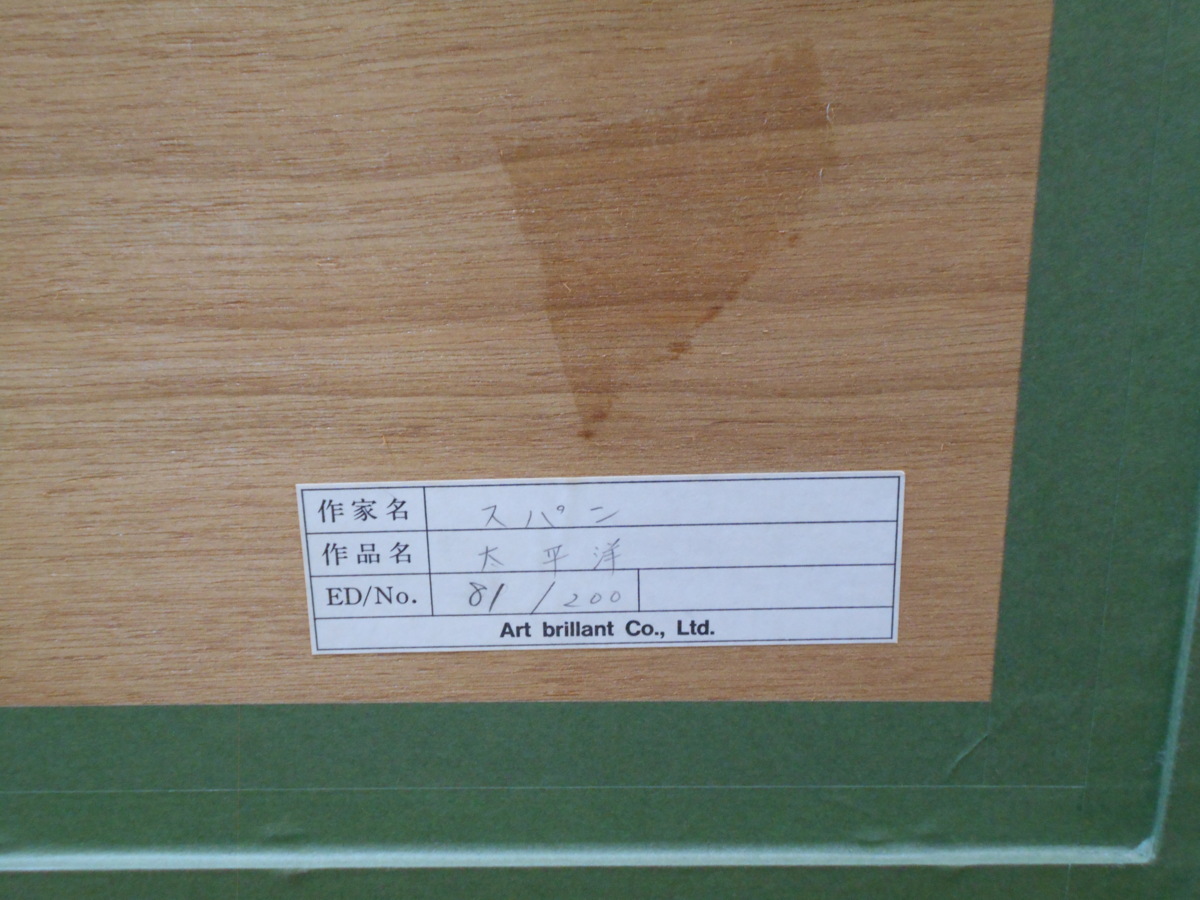 作家名 スパン
作品名 太平洋
ED/No. 81/200
Art brillant Co., Ltd.